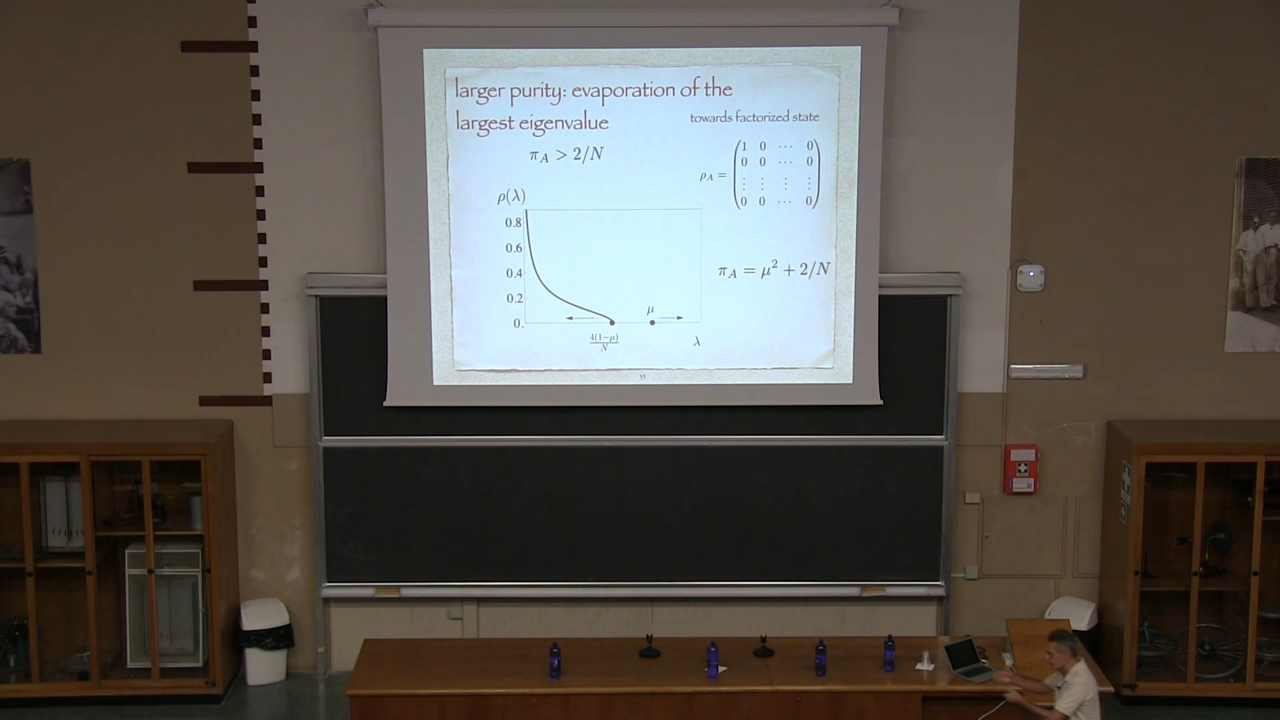 larger purity: evaporation of the
largest eigenvalue
towards factorized state
π_A > 2/N
ρ_A = (1 0 ⋯ 0
0 0 ⋯ 0
⋮ ⋮ ⋮ ⋮
0 0 ⋯ 0)
ρ(λ)
0.8
0.6
0.4
0.2
0.
π_A = μ² + 2/N
μ
4(1−μ)/N
λ